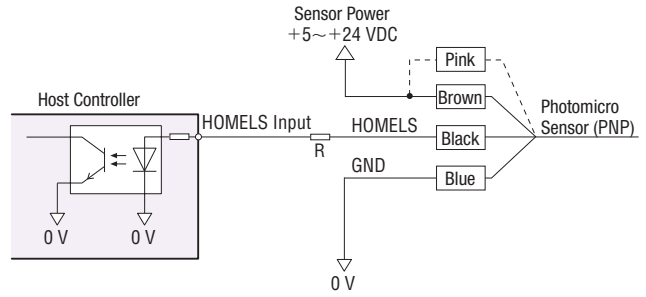 Sensor Power
+5~+24 VDC
Pink
Brown
Host Controller
Photomicro
Sensor (PNP)
HOMELS Input
HOMELS
Black
R
GND
Blue
0 V
0 V
0 V